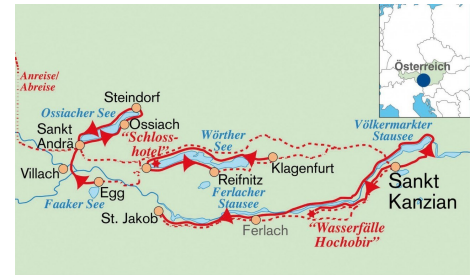 Österreich
Anreise/
Abreise
Steindorf
Ossiacher See
Ossiach
Sankt
Andrä
"Schloss-
hotel"
Wörther
See
Völkermarkter
Stausee
Villach
Egg
Faaker See
Reifnitz
Klagenfurt
Ferlacher
Stausee
Sankt
Kanzian
St. Jakob
Ferlach
"Wasserfälle
Hochobir"